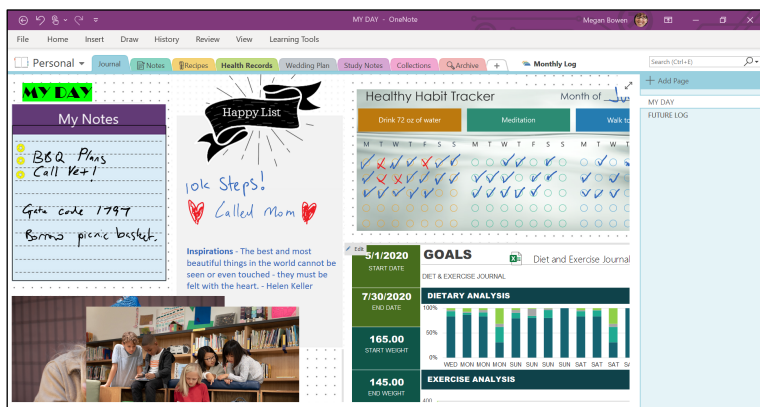 MY DAY - OneNote
Megan Bowen
File Home Insert Draw History Review View Learning Tools
Personal
Journal Notes Recipes Health Records Wedding Plan Study Notes Collections Archive + Monthly Log
Search (Ctrl+E)
Add Page
MY DAY
FUTURE LOG
MY DAY
My Notes
BBQ Plans
Call Vet!
Gate code 1797
Borrow picnic basket.
Happy List
10k Steps!
Called Mom
Inspirations - The best and most
beautiful things in the world cannot be
seen or even touched - they must be
felt with the heart. - Helen Keller
Healthy Habit Tracker
Month of
Drink 72 oz of water
Meditation
Walk to
M T W T F S S
M T W T F S S
M T W T
Edit
5/1/2020
START DATE
7/30/2020
END DATE
165.00
START WEIGHT
145.00
END WEIGHT
GOALS
Diet and Exercise Journal
DIET & EXERCISE JOURNAL
DIETARY ANALYSIS
100%
50%
0%
WED MON MON MON SUN SUN SUN SUN SAT SAT SAT
EXERCISE ANALYSIS
400